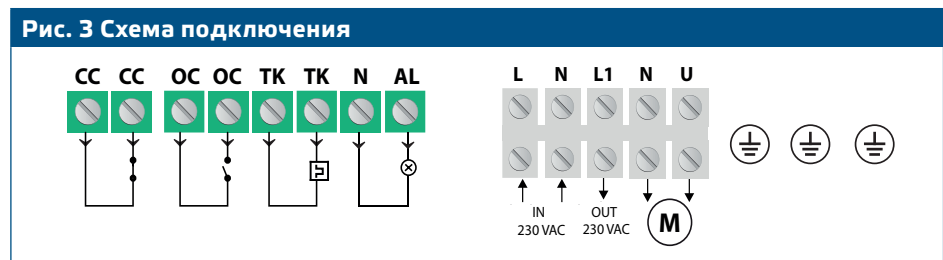 Рис. 3 Схема подключения
CC CC OC OC TK TK N AL
L N L1 N U
IN
230 VAC
OUT
230 VAC
M